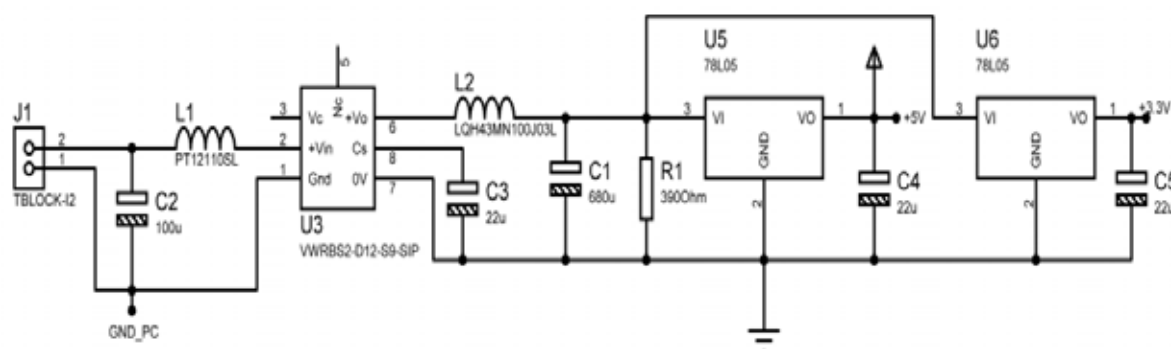 J1
2
1
TBLOCK-I2
L1
PT12110SL
C2
100u
GND_PC
5
Nc
3
Vc
2
+Vin
1
Gnd
+Vo
6
Cs
8
0V
7
U3
VWRBS2-D12-S9-SIP
L2
LQH43MN100J03L
C3
22u
C1
680u
R1
390Ohm
U5
78L05
3
VI
VO
1
GND
2
+5V
C4
22u
U6
78L05
3
VI
VO
1
GND
2
+3.3V
C5
22u